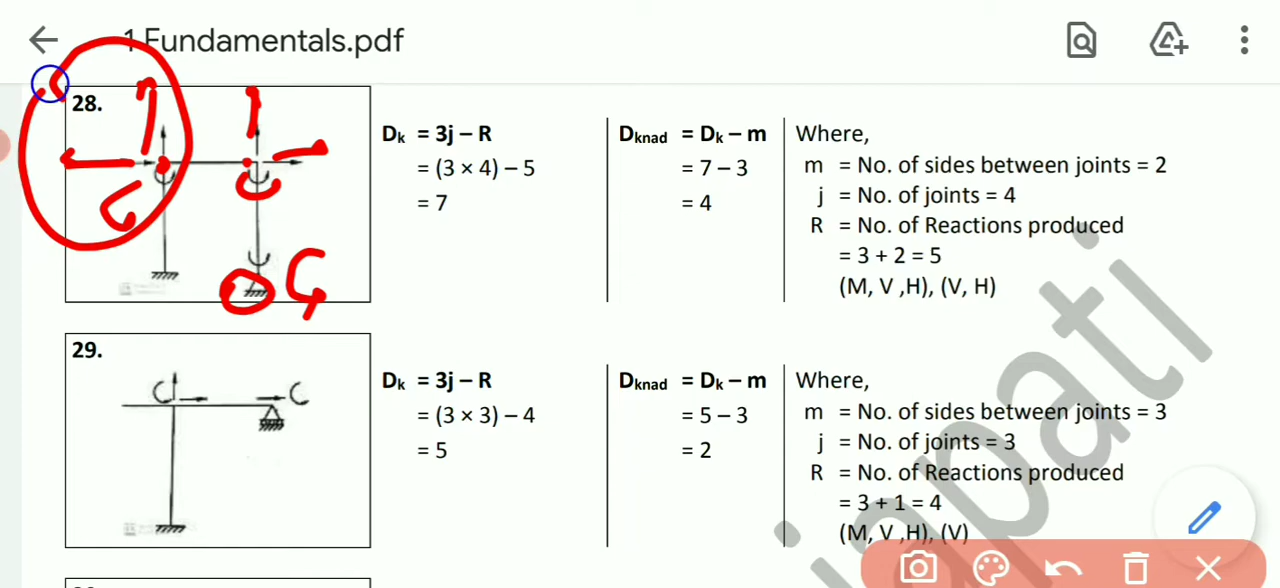 1 Fundamentals.pdf
28.
Dk = 3j – R
= (3 × 4) – 5
= 7
Dknad = Dk – m
= 7 – 3
= 4
Where,
m = No. of sides between joints = 2
j = No. of joints = 4
R = No. of Reactions produced
= 3 + 2 = 5
(M, V ,H), (V, H)
29.
Dk = 3j – R
= (3 × 3) – 4
= 5
Dknad = Dk – m
= 5 – 3
= 2
Where,
m = No. of sides between joints = 3
j = No. of joints = 3
R = No. of Reactions produced
= 3 + 1 = 4
(M, V ,H), (V)